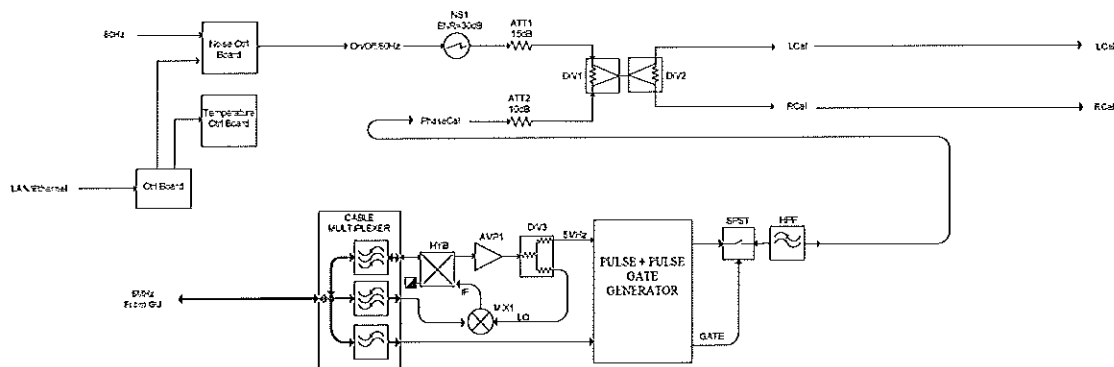 NS1
ENR=30dB
80Hz
Noise Ctrl
Board
ATT1
15dB
LCal
LCal
DIV1
DIV2
Temperature
Ctrl Board
ATT2
10dB
PhaseCal
RCal
RCal
LAN/Ethernet
Ctrl Board
CABLE
MULTIPLEXER
HYB
AMP1
DIV3
5MHz
SPST
HPF
PULSE + PULSE
GATE
GENERATOR
IF
MIX1
LO
5MHz
From GU
GATE